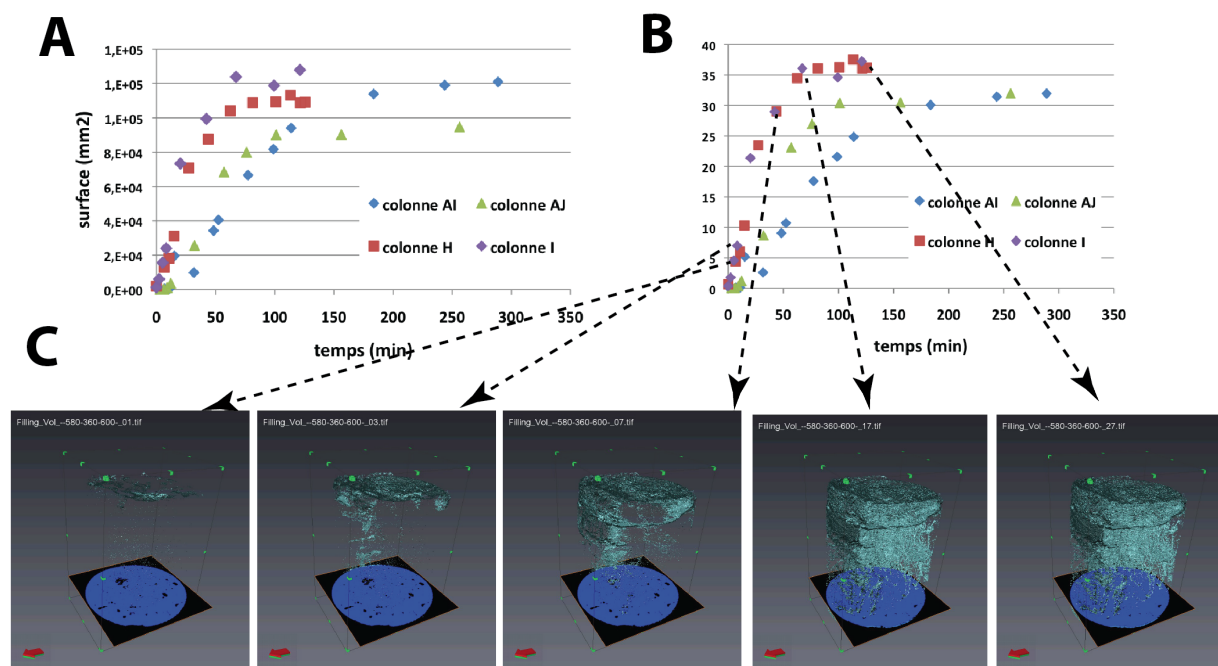 A
surface (mm2)
1,E+05
1,E+05
1,E+05
8,E+04
6,E+04
4,E+04
2,E+04
0,E+00
0 50 100 150 200 250 300 350
temps (min)
colonne AI colonne AJ
colonne H colonne I
B
40
35
30
25
20
15
10
5
0
0 50 100 150 200 250 300 350
temps (min)
colonne AI colonne AJ
colonne H colonne I
C
Filling_Vol_--580-360-600-_01.tif
Filling_Vol_--580-360-600-_03.tif
Filling_Vol_--580-360-600-_07.tif
Filling_Vol_--580-360-600-_17.tif
Filling_Vol_--580-360-600-_27.tif